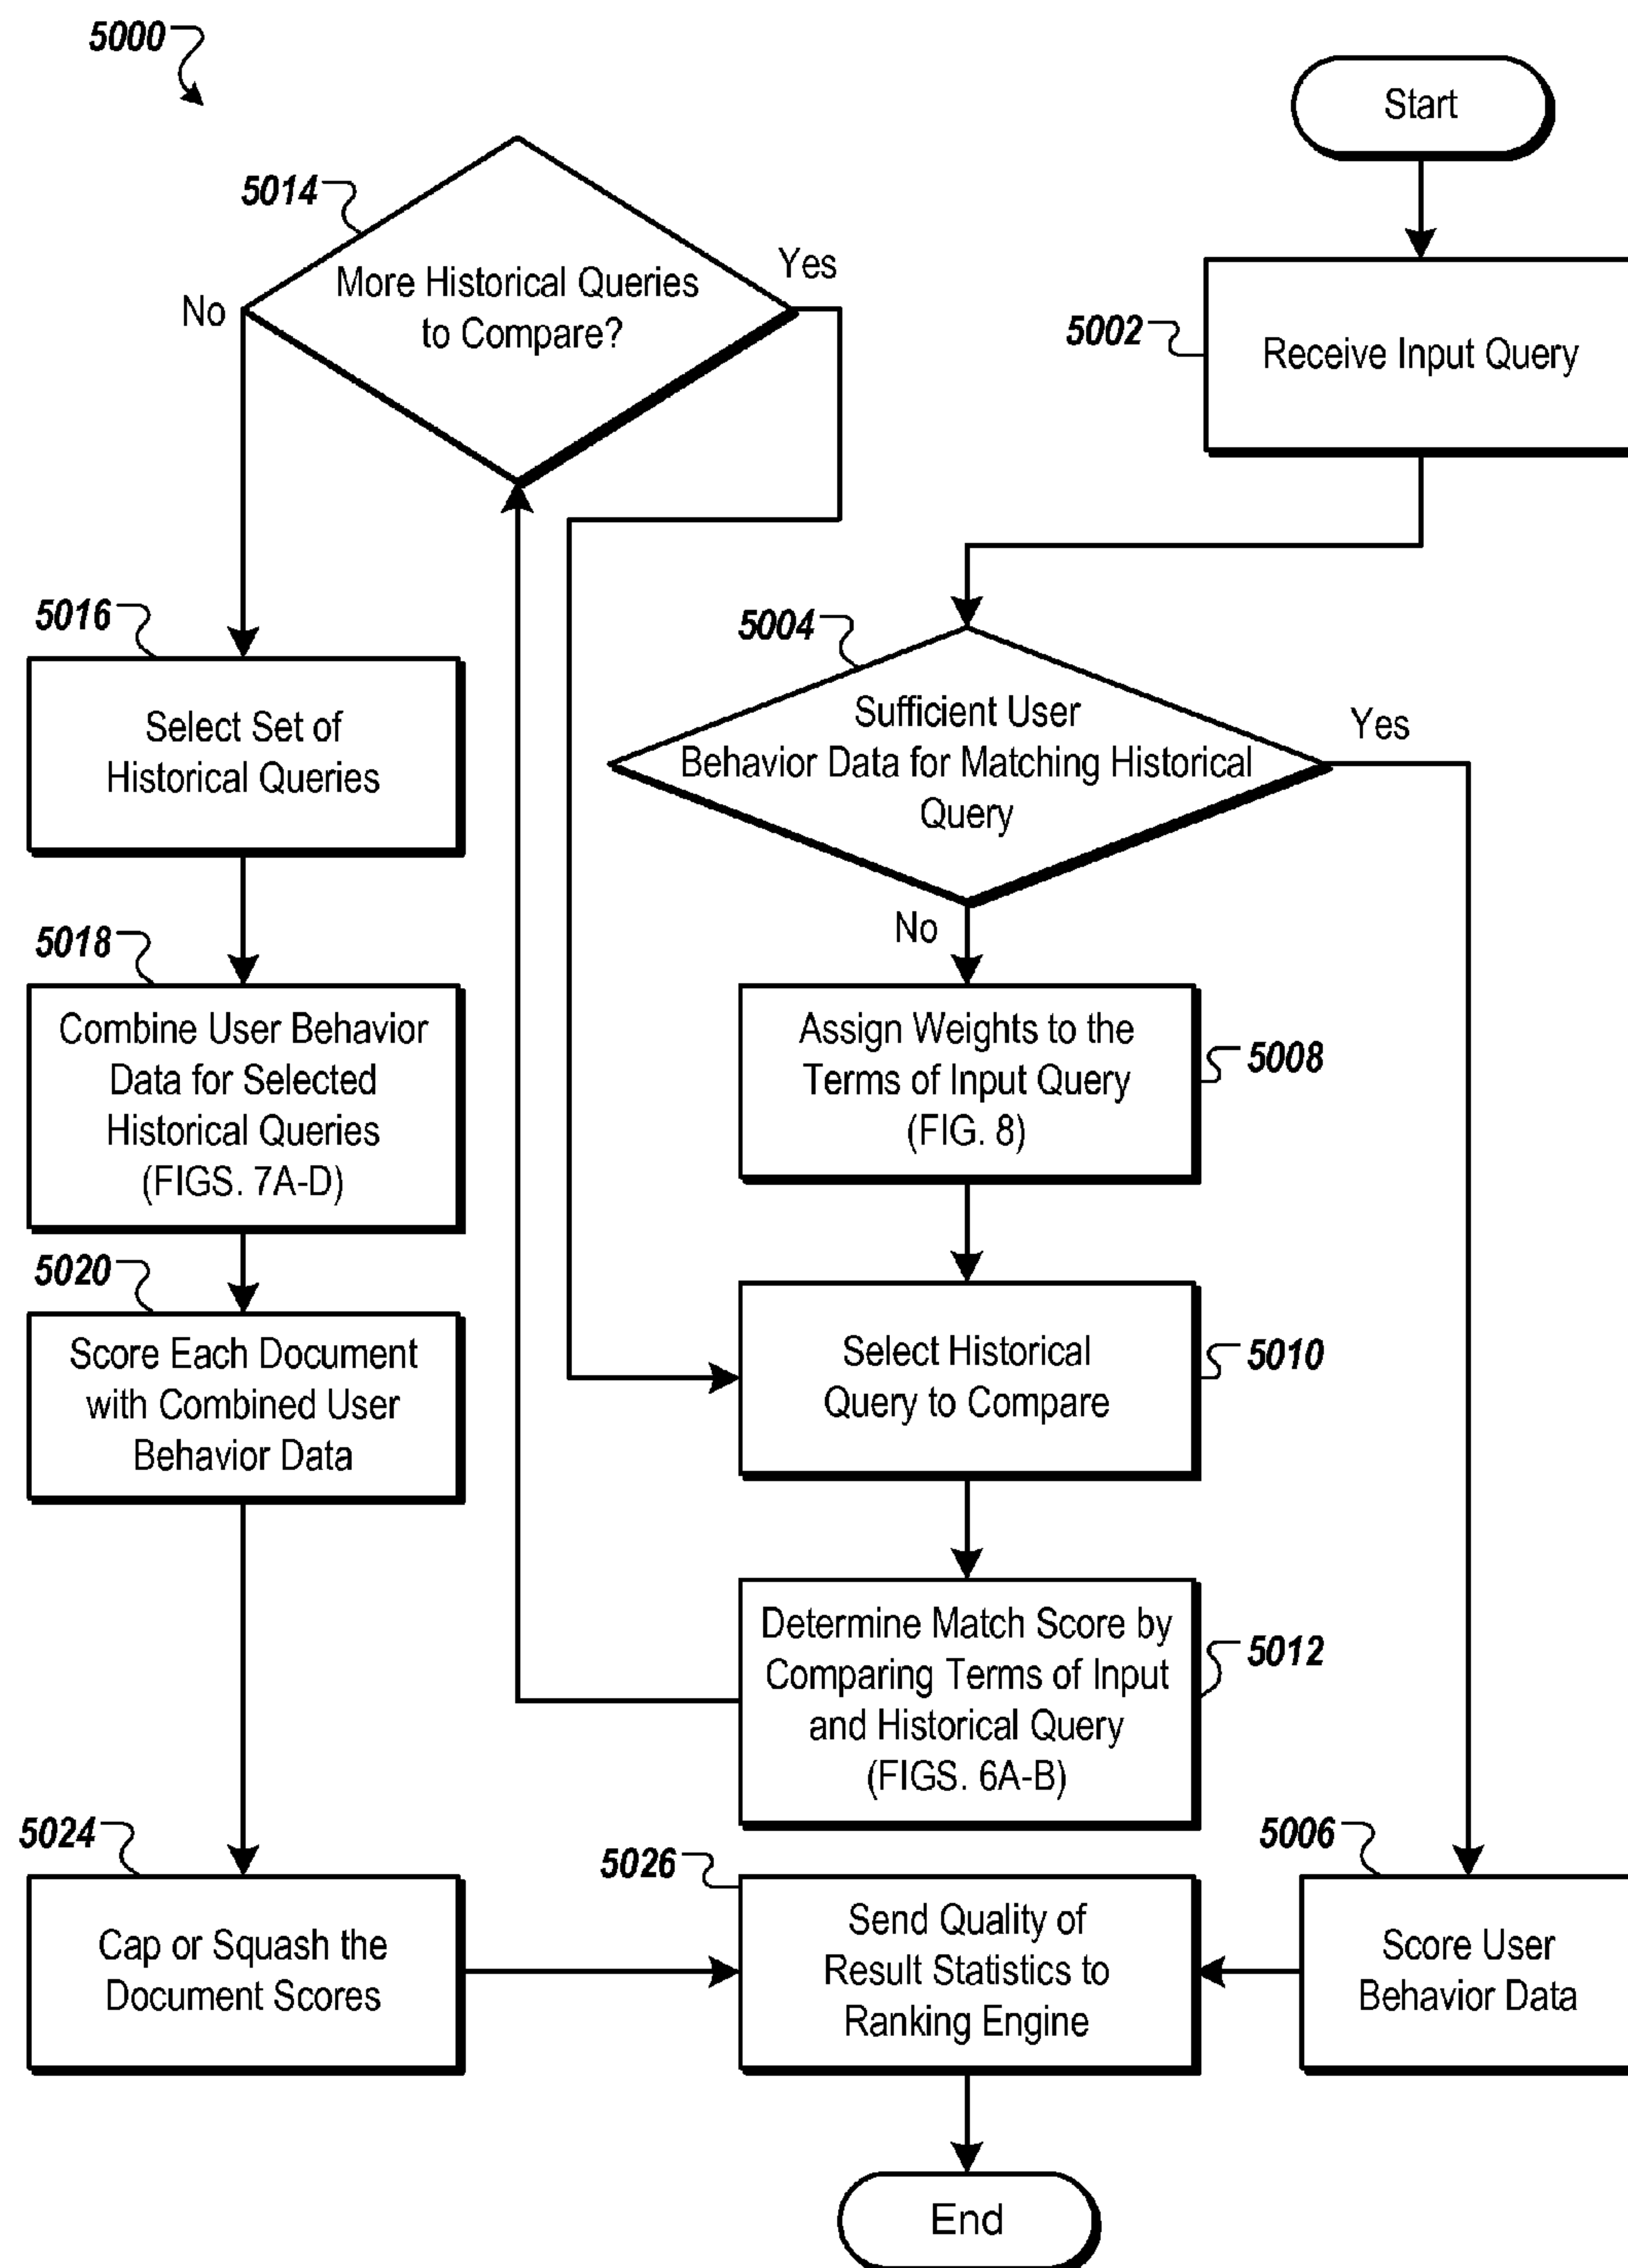 5000
Start
5014
More Historical Queries
to Compare?
Yes
No
5002
Receive Input Query
5004
Sufficient User
Behavior Data for Matching Historical
Query
Yes
No
5016
Select Set of
Historical Queries
5018
Combine User Behavior
Data for Selected
Historical Queries
(FIGS. 7A-D)
Assign Weights to the
Terms of Input Query
(FIG. 8)
5008
5020
Score Each Document
with Combined User
Behavior Data
Select Historical
Query to Compare
5010
Determine Match Score by
Comparing Terms of Input
and Historical Query
(FIGS. 6A-B)
5012
5024
Cap or Squash the
Document Scores
5026
Send Quality of
Result Statistics to
Ranking Engine
5006
Score User
Behavior Data
End